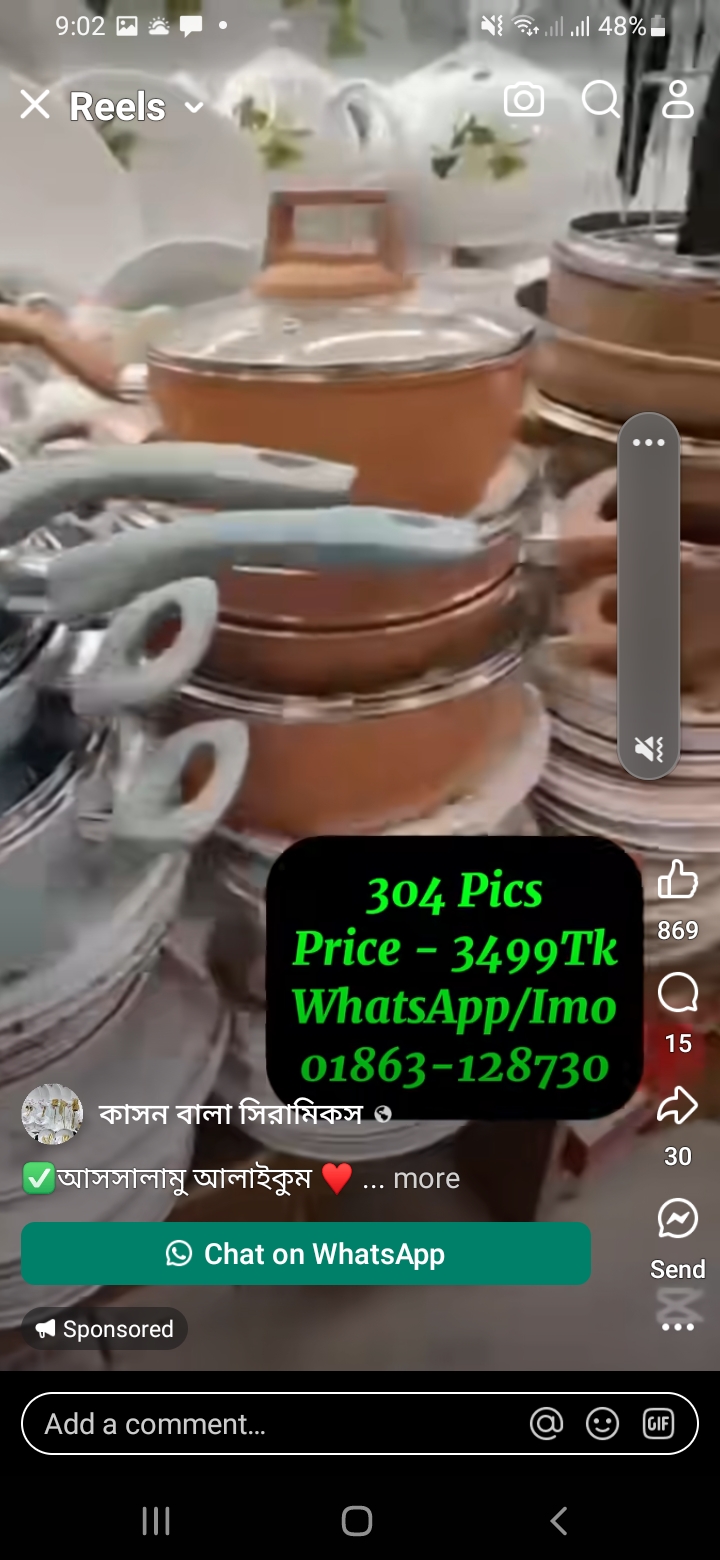 9:02
48%
Reels
304 Pics
Price - 3499Tk
WhatsApp/Imo
01863-128730
869
15
30
Send
কাসন বালা সিরামিকস
আসসালামু আলাইকুম ... more
Chat on WhatsApp
Sponsored
Add a comment...
GIF